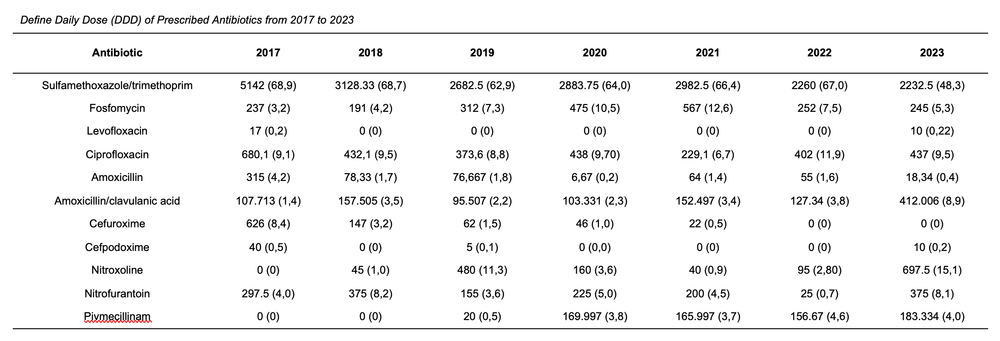 Define Daily Dose (DDD) of Prescribed Antibiotics from 2017 to 2023
Antibiotic 2017 2018 2019 2020 2021 2022 2023
Sulfamethoxazole/trimethoprim 5142 (68,9) 3128.33 (68,7) 2682.5 (62,9) 2883.75 (64,0) 2982.5 (66,4) 2260 (67,0) 2232.5 (48,3)
Fosfomycin 237 (3,2) 191 (4,2) 312 (7,3) 475 (10,5) 567 (12,6) 252 (7,5) 245 (5,3)
Levofloxacin 17 (0,2) 0 (0) 0 (0) 0 (0) 0 (0) 0 (0) 10 (0,22)
Ciprofloxacin 680,1 (9,1) 432,1 (9,5) 373,6 (8,8) 438 (9,70) 229,1 (6,7) 402 (11,9) 437 (9,5)
Amoxicillin 315 (4,2) 78,33 (1,7) 76,667 (1,8) 6,67 (0,2) 64 (1,4) 55 (1,6) 18,34 (0,4)
Amoxicillin/clavulanic acid 107.713 (1,4) 157.505 (3,5) 95.507 (2,2) 103.331 (2,3) 152.497 (3,4) 127.34 (3,8) 412.006 (8,9)
Cefuroxime 626 (8,4) 147 (3,2) 62 (1,5) 46 (1,0) 22 (0,5) 0 (0) 0 (0)
Cefpodoxime 40 (0,5) 0 (0) 5 (0,1) 0 (0,0) 0 (0) 0 (0) 10 (0,2)
Nitroxoline 0 (0) 45 (1,0) 480 (11,3) 160 (3,6) 40 (0,9) 95 (2,80) 697.5 (15,1)
Nitrofurantoin 297.5 (4,0) 375 (8,2) 155 (3,6) 225 (5,0) 200 (4,5) 25 (0,7) 375 (8,1)
Pivmecillinam 0 (0) 0 (0) 20 (0,5) 169.997 (3,8) 165.997 (3,7) 156.67 (4,6) 183.334 (4,0)